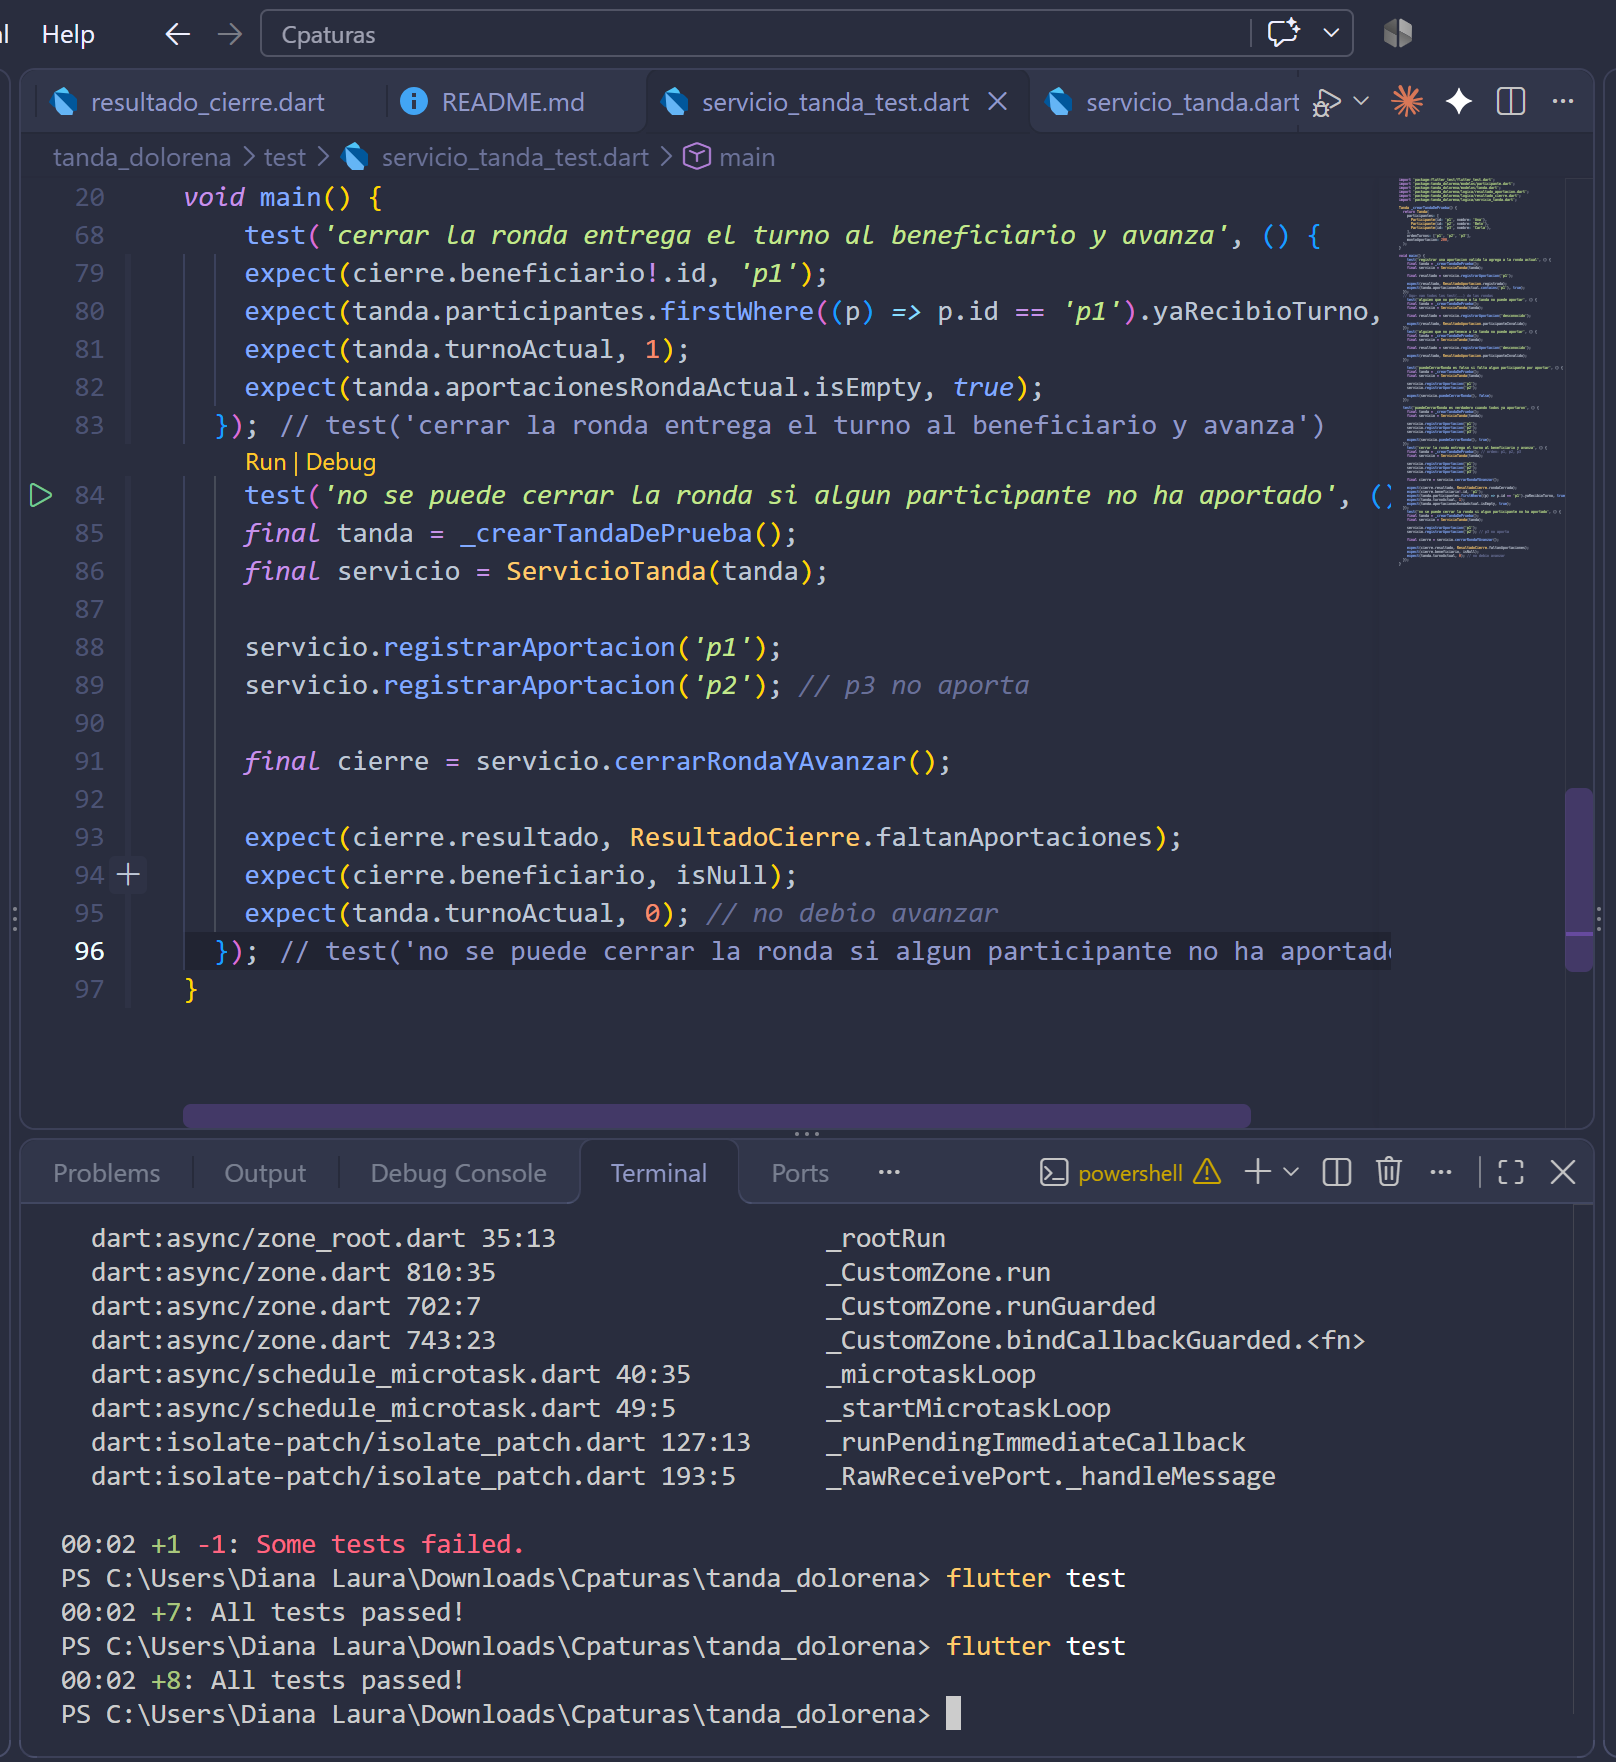 Help
Cpaturas
resultado_cierre.dart
README.md
servicio_tanda_test.dart
servicio_tanda.dart
tanda_dolorena > test > servicio_tanda_test.dart > main
20 void main() {
68 test('cerrar la ronda entrega el turno al beneficiario y avanza', () {
79 expect(cierre.beneficiario!.id, 'p1');
80 expect(tanda.participantes.firstWhere((p) => p.id == 'p1').yaRecibioTurno,
81 expect(tanda.turnoActual, 1);
82 expect(tanda.aportacionesRondaActual.isEmpty, true);
83 }); // test('cerrar la ronda entrega el turno al beneficiario y avanza')
Run | Debug
84 test('no se puede cerrar la ronda si algun participante no ha aportado', ()
85 final tanda = _crearTandaDePrueba();
86 final servicio = ServicioTanda(tanda);
87
88 servicio.registrarAportacion('p1');
89 servicio.registrarAportacion('p2'); // p3 no aporta
90
91 final cierre = servicio.cerrarRondaYAvanzar();
92
93 expect(cierre.resultado, ResultadoCierre.faltanAportaciones);
94 expect(cierre.beneficiario, isNull);
95 expect(tanda.turnoActual, 0); // no debio avanzar
96 }); // test('no se puede cerrar la ronda si algun participante no ha aportad
97 }
Problems
Output
Debug Console
Terminal
Ports
powershell
dart:async/zone_root.dart 35:13 _rootRun
dart:async/zone.dart 810:35 _CustomZone.run
dart:async/zone.dart 702:7 _CustomZone.runGuarded
dart:async/zone.dart 743:23 _CustomZone.bindCallbackGuarded.<fn>
dart:async/schedule_microtask.dart 40:35 _microtaskLoop
dart:async/schedule_microtask.dart 49:5 _startMicrotaskLoop
dart:isolate-patch/isolate_patch.dart 127:13 _runPendingImmediateCallback
dart:isolate-patch/isolate_patch.dart 193:5 _RawReceivePort._handleMessage
00:02 +1 -1: Some tests failed.
PS C:\Users\Diana Laura\Downloads\Cpaturas\tanda_dolorena> flutter test
00:02 +7: All tests passed!
PS C:\Users\Diana Laura\Downloads\Cpaturas\tanda_dolorena> flutter test
00:02 +8: All tests passed!
PS C:\Users\Diana Laura\Downloads\Cpaturas\tanda_dolorena>